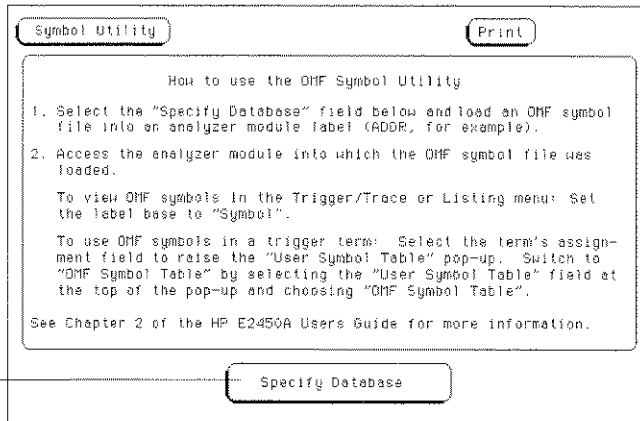 Symbol Utility
Print
How to use the OMF Symbol Utility
1. Select the "Specify Database" field below and load an OMF symbol
file into an analyzer module label (ADDR, for example).
2. Access the analyzer module into which the OMF symbol file was
loaded.
To view OMF symbols in the Trigger/Trace or Listing menu: Set
the label base to "Symbol".
To use OMF symbols in a trigger term: Select the term's assign-
ment field to raise the "User Symbol Table" pop-up. Switch to
"OMF Symbol Table" by selecting the "User Symbol Table" field at
the top of the pop-up and choosing "OMF Symbol Table".
See Chapter 2 of the HP E2450A Users Guide for more information.
Specify Database